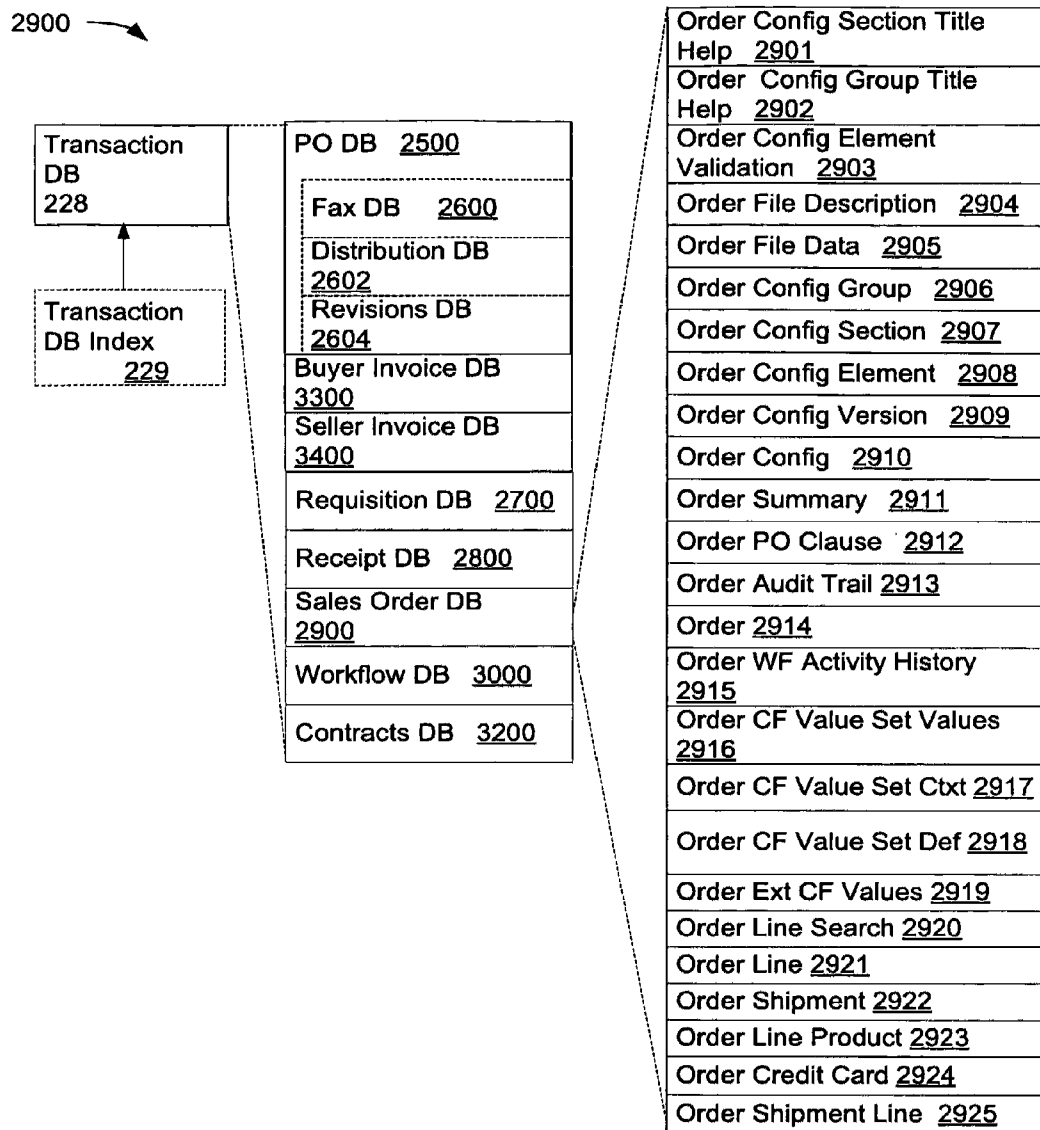 2900
Transaction
DB
228
Transaction
DB Index
229
PO DB 2500
Fax DB 2600
Distribution DB
2602
Revisions DB
2604
Buyer Invoice DB
3300
Seller Invoice DB
3400
Requisition DB 2700
Receipt DB 2800
Sales Order DB
2900
Workflow DB 3000
Contracts DB 3200
Order Config Section Title
Help 2901
Order Config Group Title
Help 2902
Order Config Element
Validation 2903
Order File Description 2904
Order File Data 2905
Order Config Group 2906
Order Config Section 2907
Order Config Element 2908
Order Config Version 2909
Order Config 2910
Order Summary 2911
Order PO Clause 2912
Order Audit Trail 2913
Order 2914
Order WF Activity History
2915
Order CF Value Set Values
2916
Order CF Value Set Ctxt 2917
Order CF Value Set Def 2918
Order Ext CF Values 2919
Order Line Search 2920
Order Line 2921
Order Shipment 2922
Order Line Product 2923
Order Credit Card 2924
Order Shipment Line 2925